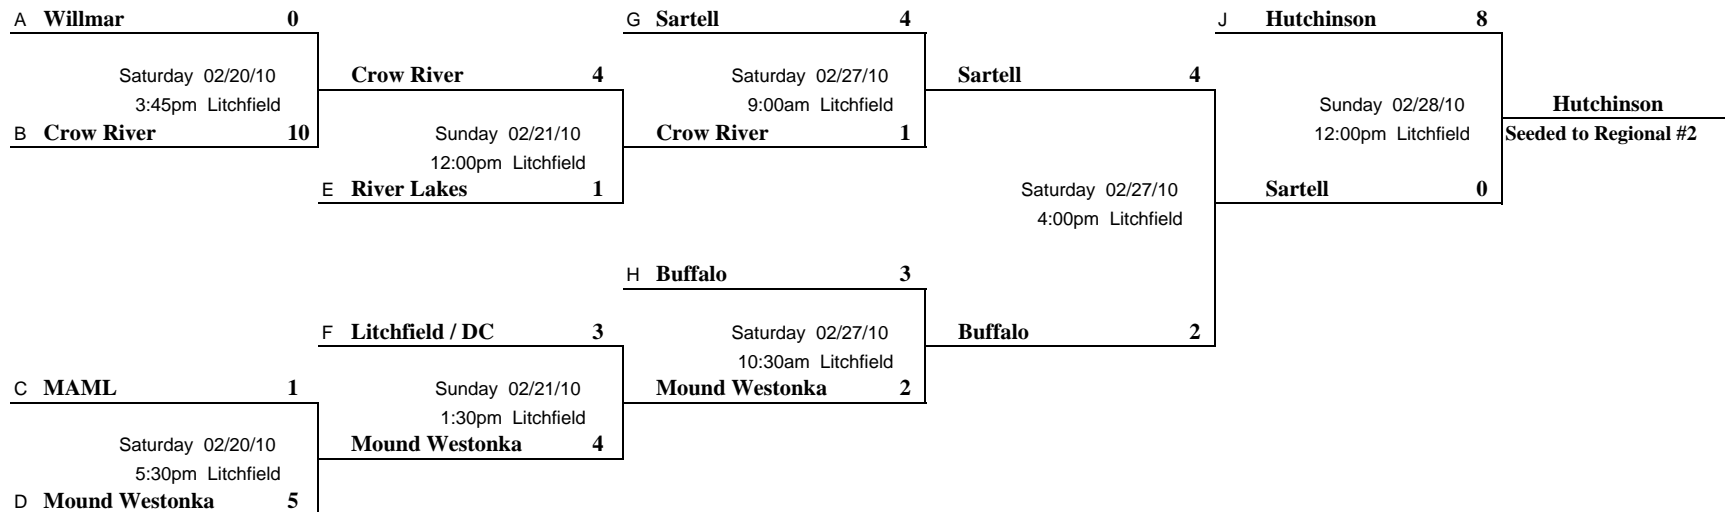 A Willmar 0 G Sartell 4 J Hutchinson 8
Saturday 02/20/10 Crow River 4 Saturday 02/27/10 Sartell 4
3:45pm Litchfield 9:00am Litchfield Sunday 02/28/10 Hutchinson
B Crow River 10 Sunday 02/21/10 Crow River 1 12:00pm Litchfield Seeded to Regional #2
12:00pm Litchfield
E River Lakes 1 Saturday 02/27/10 Sartell 0
4:00pm Litchfield
H Buffalo 3
F Litchfield / DC 3 Saturday 02/27/10 Buffalo 2
10:30am Litchfield
C MAML 1 Sunday 02/21/10 Mound Westonka 2
1:30pm Litchfield
Saturday 02/20/10 Mound Westonka 4
5:30pm Litchfield
D Mound Westonka 5